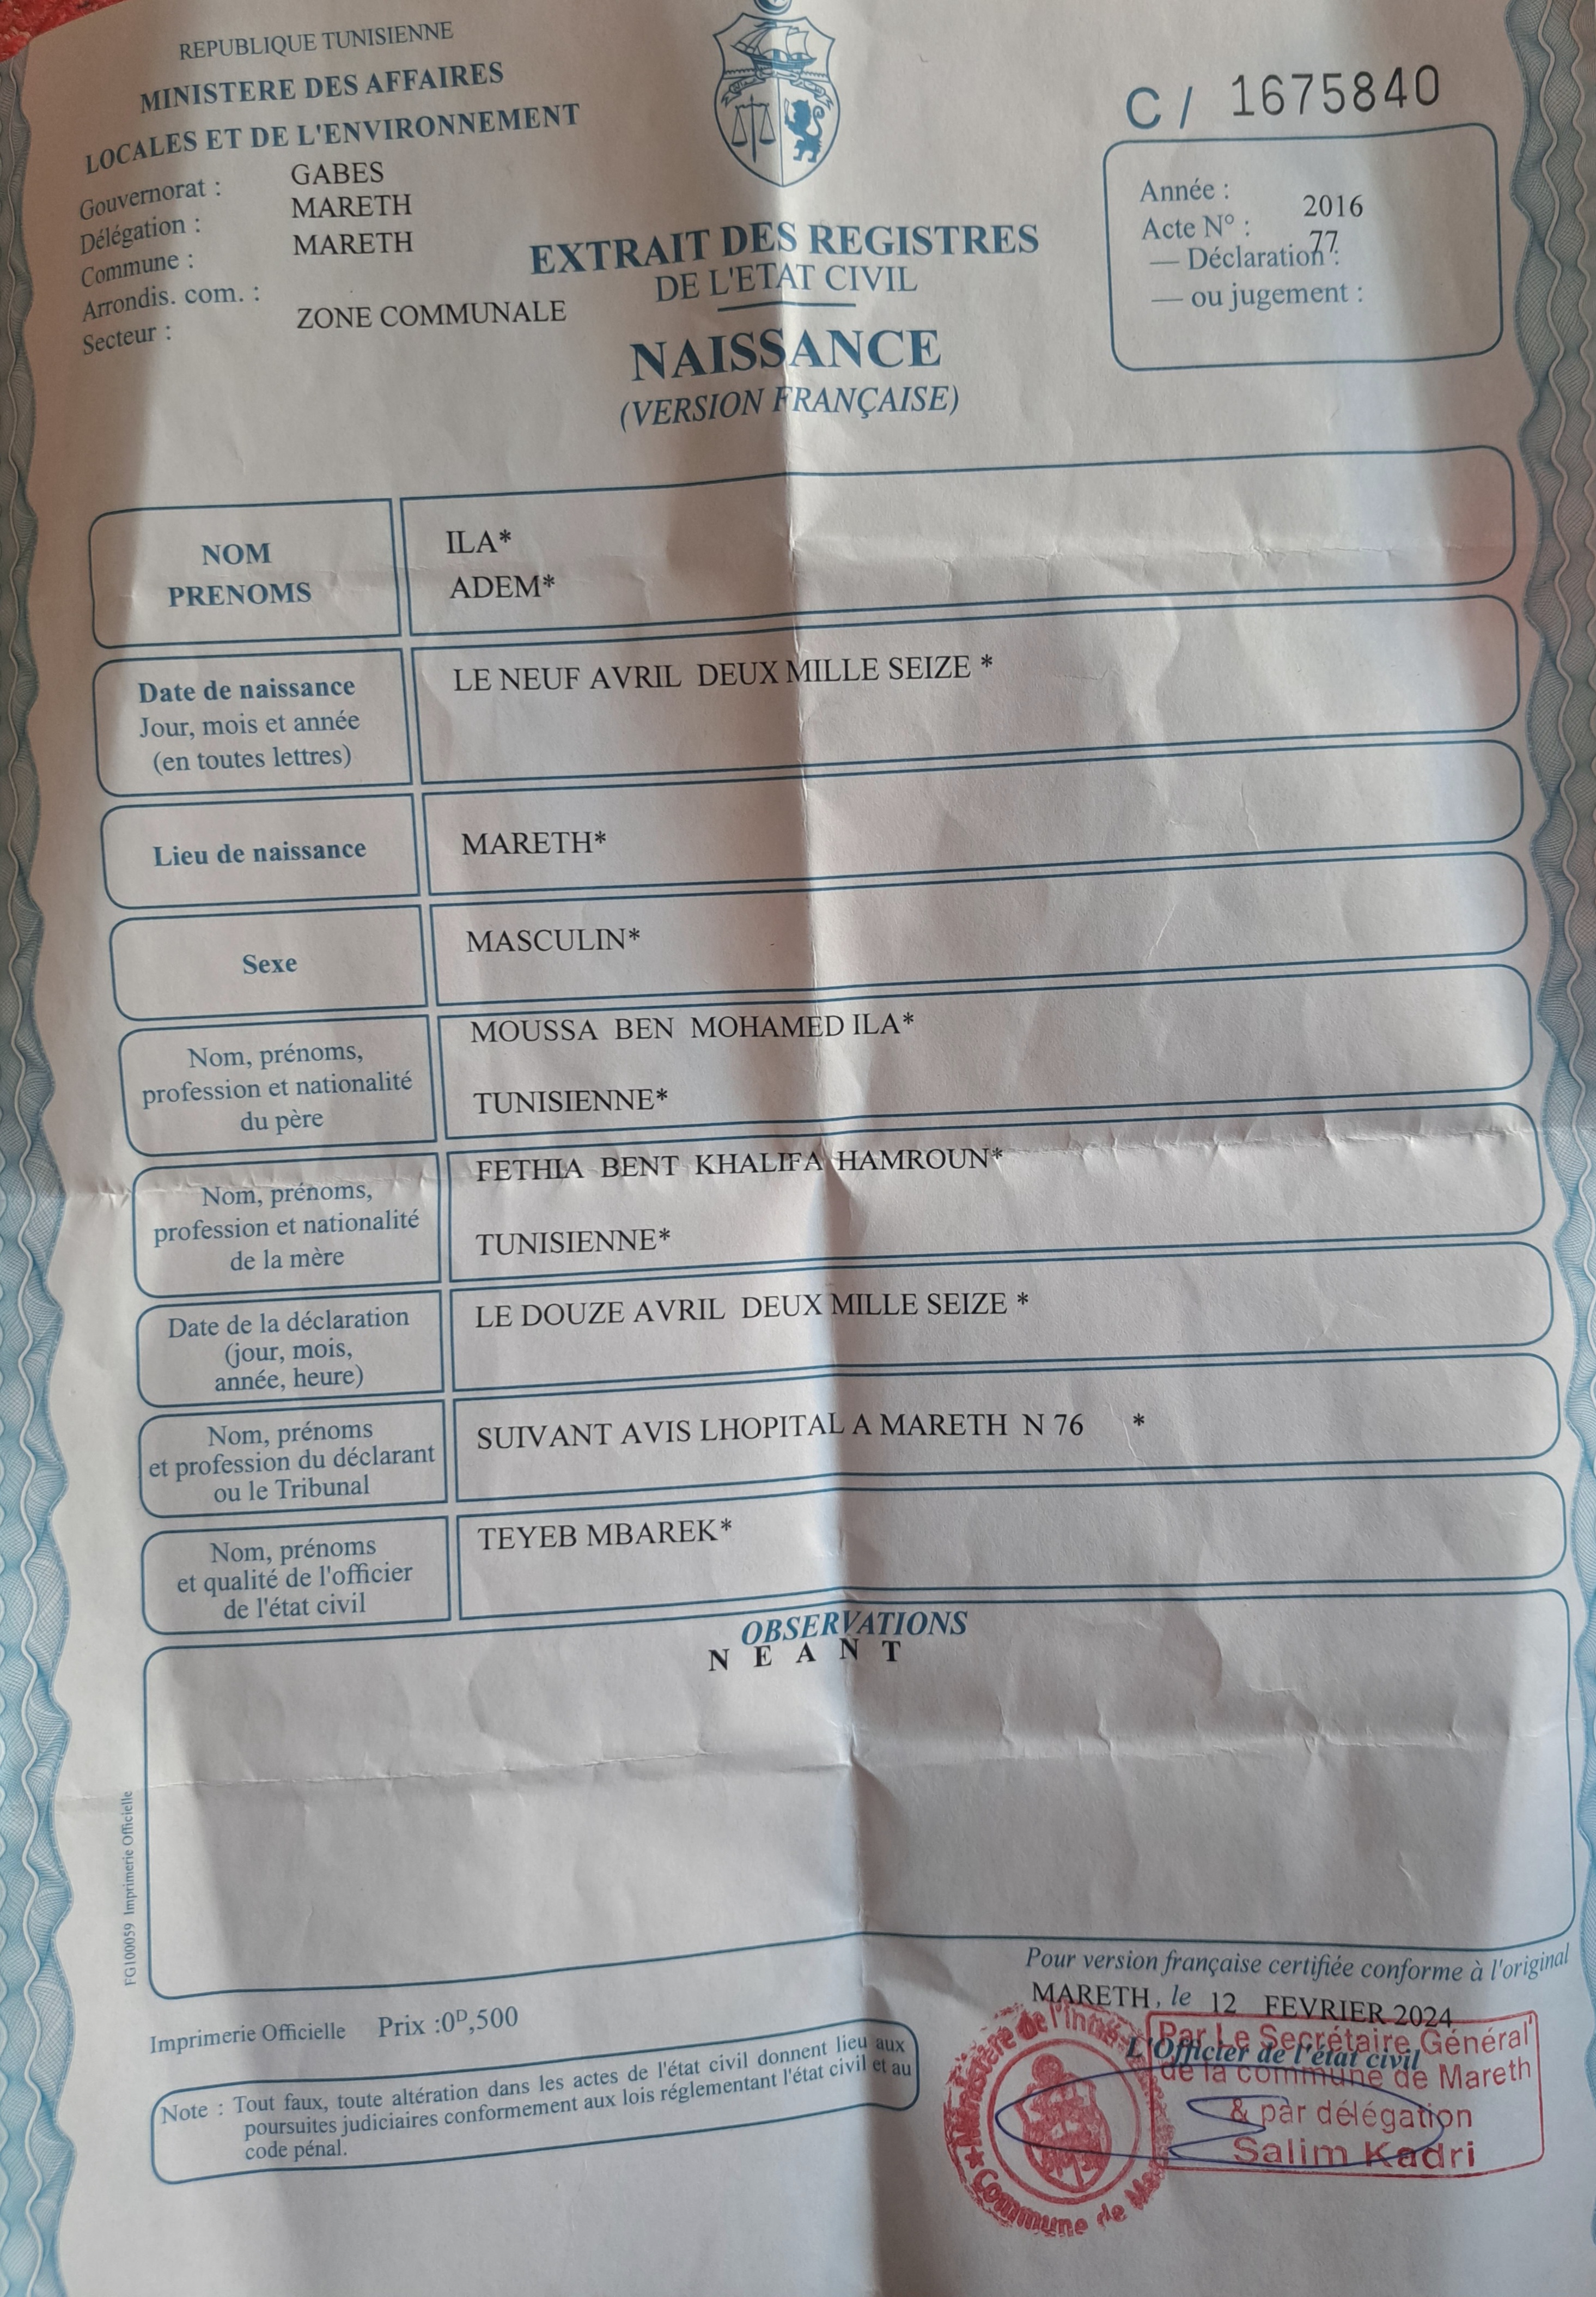 REPUBLIQUE TUNISIENNE
MINISTERE DES AFFAIRES
LOCALES ET DE L'ENVIRONNEMENT
Gouvernorat : GABES
Délégation : MARETH
Commune : MARETH
Arrondis. com. :
Secteur : ZONE COMMUNALE
C/ 1675840
Année : 2016
Acte N° : 77
— Déclaration :
— ou jugement :
EXTRAIT DES REGISTRES
DE L'ETAT CIVIL
NAISSANCE
(VERSION FRANÇAISE)
NOM ILA*
PRENOMS ADEM*
Date de naissance LE NEUF AVRIL DEUX MILLE SEIZE *
Jour, mois et année
(en toutes lettres)
Lieu de naissance MARETH*
Sexe MASCULIN*
MOUSSA BEN MOHAMED ILA*
Nom, prénoms,
profession et nationalité TUNISIENNE*
du père
FETHIA BENT KHALIFA HAMROUN*
Nom, prénoms,
profession et nationalité TUNISIENNE*
de la mère
Date de la déclaration LE DOUZE AVRIL DEUX MILLE SEIZE *
(jour, mois,
année, heure)
Nom, prénoms SUIVANT AVIS LHOPITAL A MARETH N 76 *
et profession du déclarant
ou le Tribunal
Nom, prénoms TEYEB MBAREK*
et qualité de l'officier
de l'état civil
OBSERVATIONS
N E A N T
FG100059 Imprimerie Officielle
Pour version française certifiée conforme à l'original
MARETH, le 12 FEVRIER 2024
L'Officier de l'état civil
Par Le Secrétaire Général
de la commune de Mareth
& par délégation
Salim Kadri
Ministère de l'Inté
Commune de Ma
Imprimerie Officielle Prix :0D,500
Note : Tout faux, toute altération dans les actes de l'état civil donnent lieu aux
poursuites judiciaires conformement aux lois réglementant l'état civil et au
code pénal.